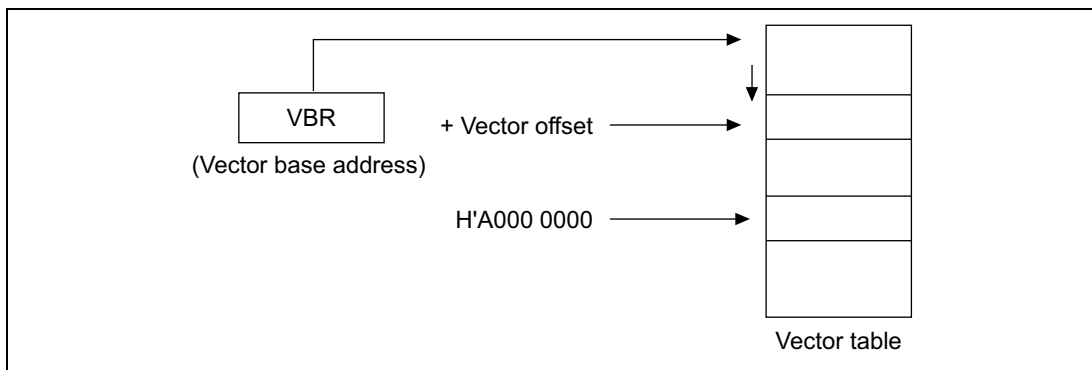 VBR
+ Vector offset
(Vector base address)
H'A000 0000
Vector table